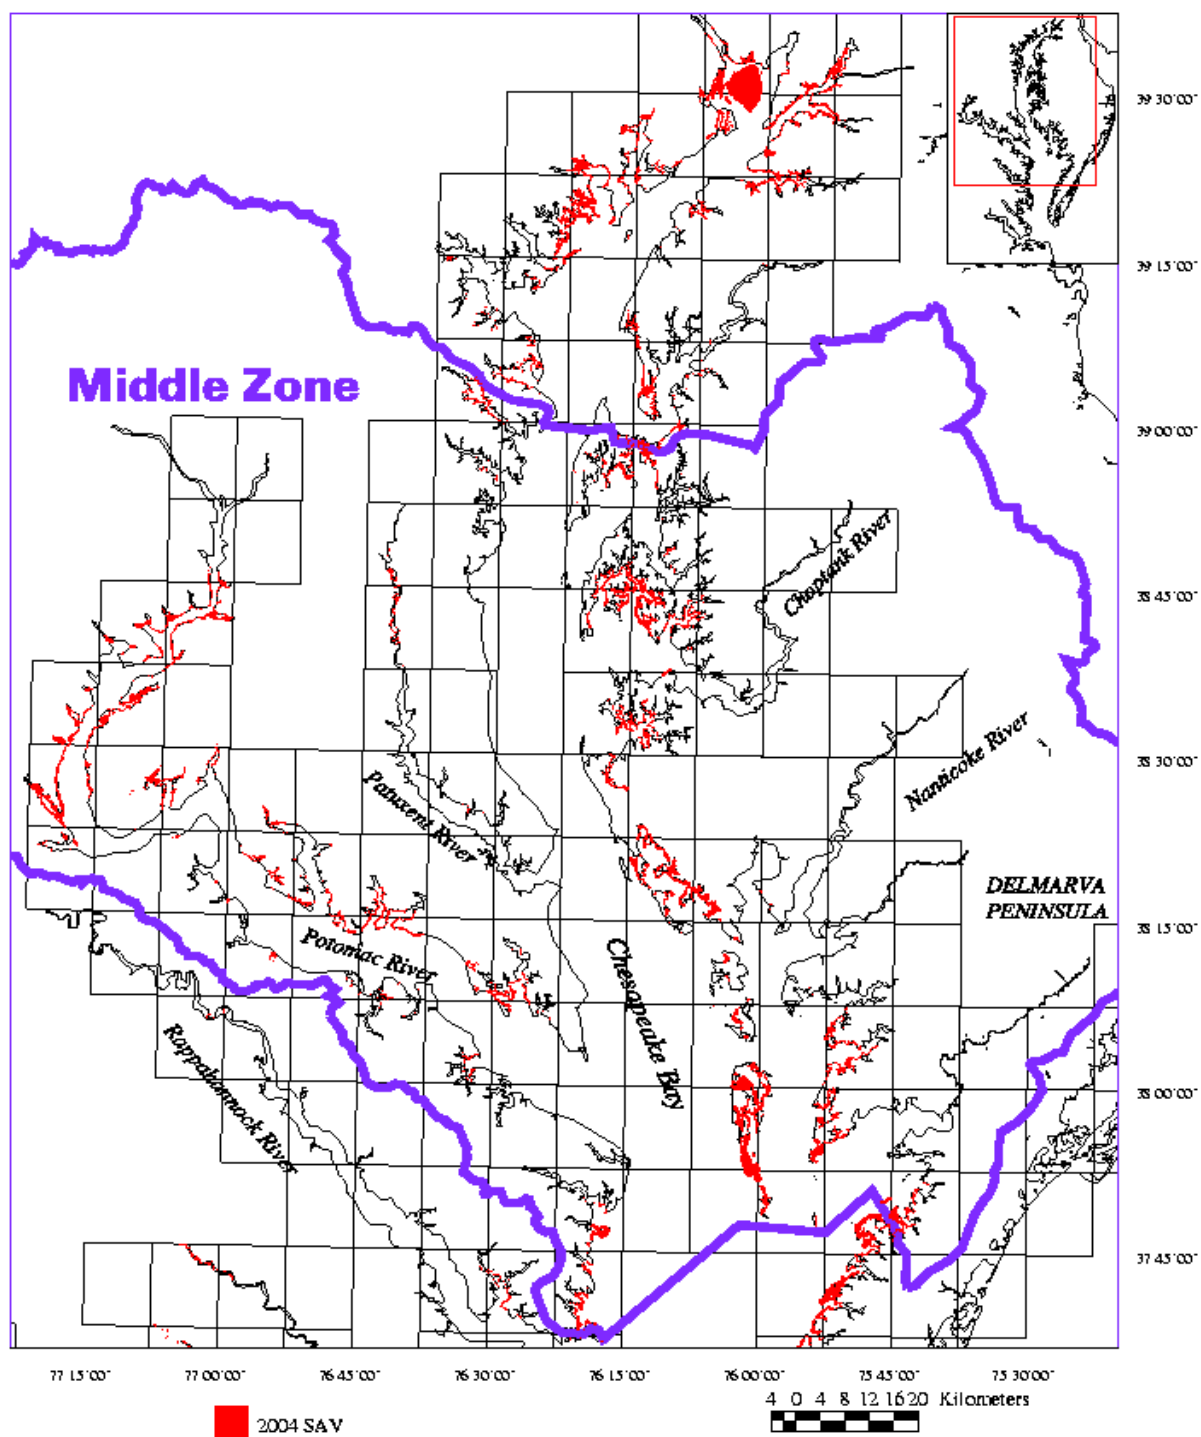 39 30'00"
39 15'00"
Middle Zone
39 00'00"
Choptank River
38 45'00"
Nanticoke River
38 30'00"
Patuxent River
DELMARVA
PENINSULA
38 15'00"
Potomac River
Chesapeake Bay
Rappahannock River
38 00'00"
37 45'00"
77 15'00" 77 00'00" 76 45'00" 76 30'00" 76 15'00" 76 00'00" 75 45'00" 75 30'00"
4 0 4 8 12 16 20 Kilometers
2004 SAV